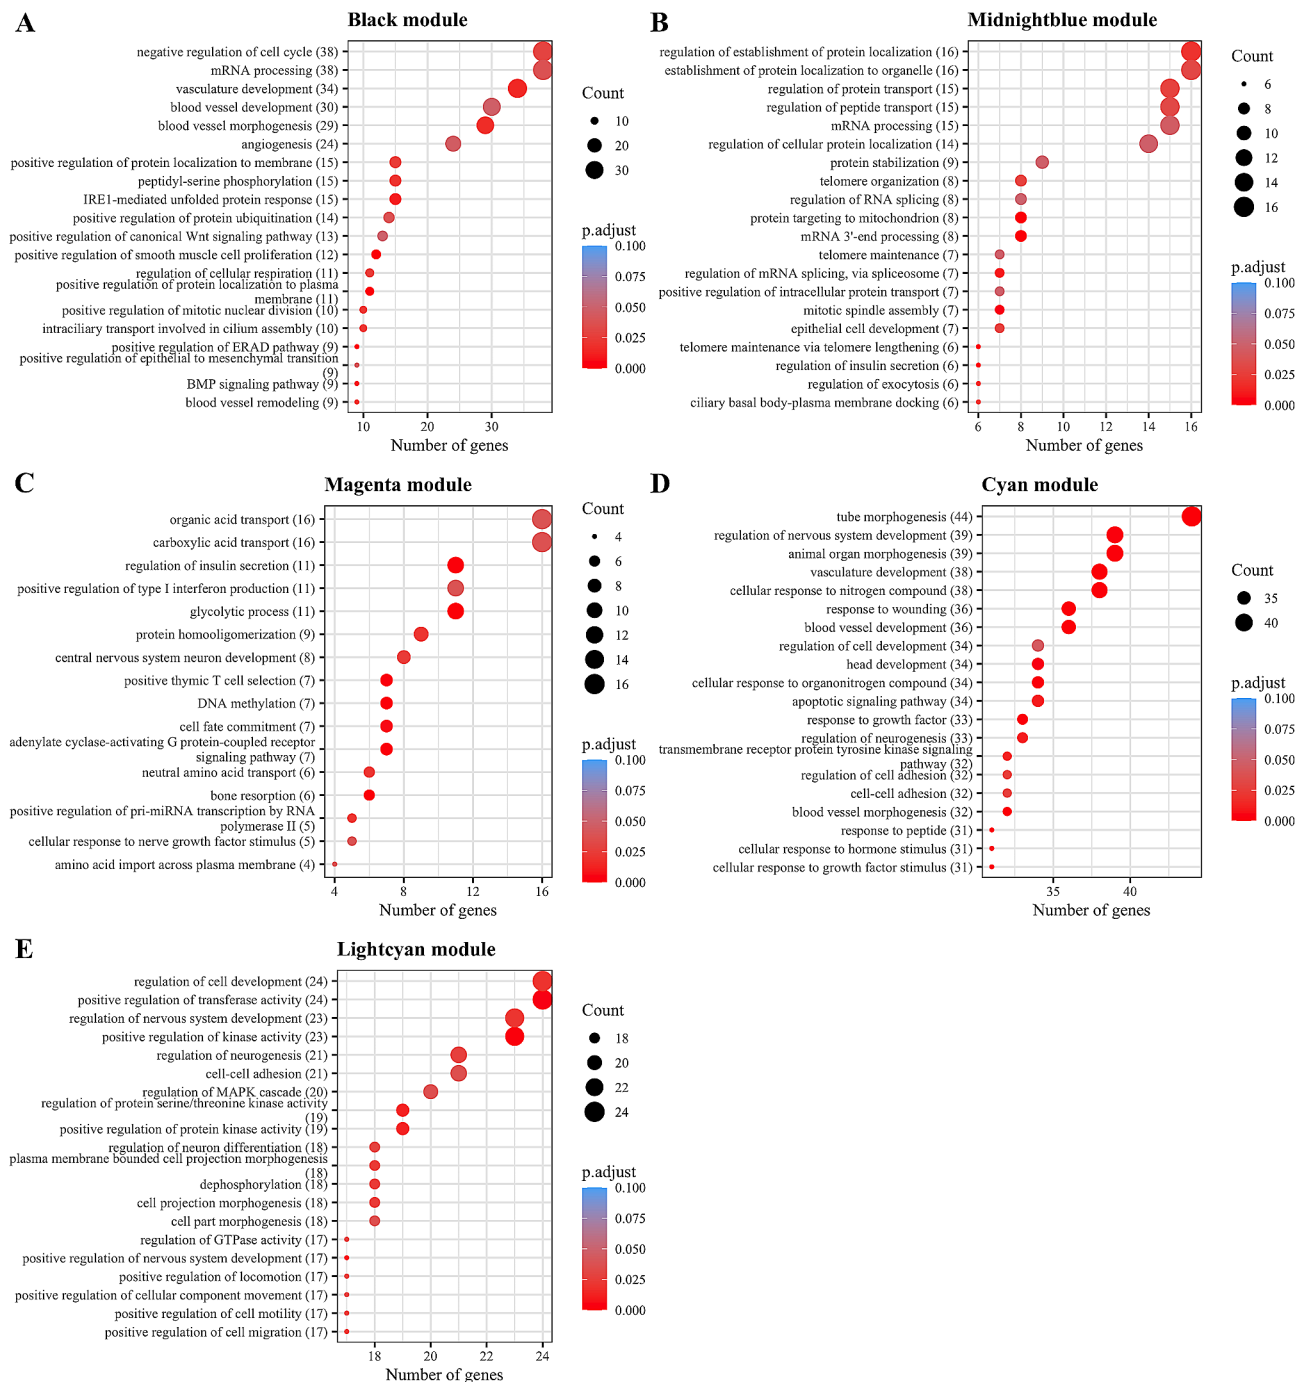 A
Black module
negative regulation of cell cycle (38)
mRNA processing (38)
vasculature development (34)
blood vessel development (30)
blood vessel morphogenesis (29)
angiogenesis (24)
positive regulation of protein localization to membrane (15)
peptidyl-serine phosphorylation (15)
IRE1-mediated unfolded protein response (15)
positive regulation of protein ubiquitination (14)
positive regulation of canonical Wnt signaling pathway (13)
positive regulation of smooth muscle cell proliferation (12)
regulation of cellular respiration (11)
positive regulation of protein localization to plasma
membrane (11)
positive regulation of mitotic nuclear division (10)
intraciliary transport involved in cilium assembly (10)
positive regulation of ERAD pathway (9)
positive regulation of epithelial to mesenchymal transition
(9)
BMP signaling pathway (9)
blood vessel remodeling (9)
10 20 30
Number of genes
Count
10
20
30
p.adjust
0.100
0.075
0.050
0.025
0.000
B
Midnightblue module
regulation of establishment of protein localization (16)
establishment of protein localization to organelle (16)
regulation of protein transport (15)
regulation of peptide transport (15)
mRNA processing (15)
regulation of cellular protein localization (14)
protein stabilization (9)
telomere organization (8)
regulation of RNA splicing (8)
protein targeting to mitochondrion (8)
mRNA 3'-end processing (8)
telomere maintenance (7)
regulation of mRNA splicing, via spliceosome (7)
positive regulation of intracellular protein transport (7)
mitotic spindle assembly (7)
epithelial cell development (7)
telomere maintenance via telomere lengthening (6)
regulation of insulin secretion (6)
regulation of exocytosis (6)
ciliary basal body-plasma membrane docking (6)
6 8 10 12 14 16
Number of genes
Count
6
8
10
12
14
16
p.adjust
0.100
0.075
0.050
0.025
0.000
C
Magenta module
organic acid transport (16)
carboxylic acid transport (16)
regulation of insulin secretion (11)
positive regulation of type I interferon production (11)
glycolytic process (11)
protein homooligomerization (9)
central nervous system neuron development (8)
positive thymic T cell selection (7)
DNA methylation (7)
cell fate commitment (7)
adenylate cyclase-activating G protein-coupled receptor
signaling pathway (7)
neutral amino acid transport (6)
bone resorption (6)
positive regulation of pri-miRNA transcription by RNA
polymerase II (5)
cellular response to nerve growth factor stimulus (5)
amino acid import across plasma membrane (4)
4 8 12 16
Number of genes
Count
4
6
8
10
12
14
16
p.adjust
0.100
0.075
0.050
0.025
0.000
D
Cyan module
tube morphogenesis (44)
regulation of nervous system development (39)
animal organ morphogenesis (39)
vasculature development (38)
cellular response to nitrogen compound (38)
response to wounding (36)
blood vessel development (36)
regulation of cell development (34)
head development (34)
cellular response to organonitrogen compound (34)
apoptotic signaling pathway (34)
response to growth factor (33)
regulation of neurogenesis (33)
transmembrane receptor protein tyrosine kinase signaling
pathway (32)
regulation of cell adhesion (32)
cell-cell adhesion (32)
blood vessel morphogenesis (32)
response to peptide (31)
cellular response to hormone stimulus (31)
cellular response to growth factor stimulus (31)
35 40
Number of genes
Count
35
40
p.adjust
0.100
0.075
0.050
0.025
0.000
E
Lightcyan module
regulation of cell development (24)
positive regulation of transferase activity (24)
regulation of nervous system development (23)
positive regulation of kinase activity (23)
regulation of neurogenesis (21)
cell-cell adhesion (21)
regulation of MAPK cascade (20)
regulation of protein serine/threonine kinase activity
(19)
positive regulation of protein kinase activity (19)
regulation of neuron differentiation (18)
plasma membrane bounded cell projection morphogenesis
(18)
dephosphorylation (18)
cell projection morphogenesis (18)
cell part morphogenesis (18)
regulation of GTPase activity (17)
positive regulation of nervous system development (17)
positive regulation of locomotion (17)
positive regulation of cellular component movement (17)
positive regulation of cell motility (17)
positive regulation of cell migration (17)
18 20 22 24
Number of genes
Count
18
20
22
24
p.adjust
0.100
0.075
0.050
0.025
0.000